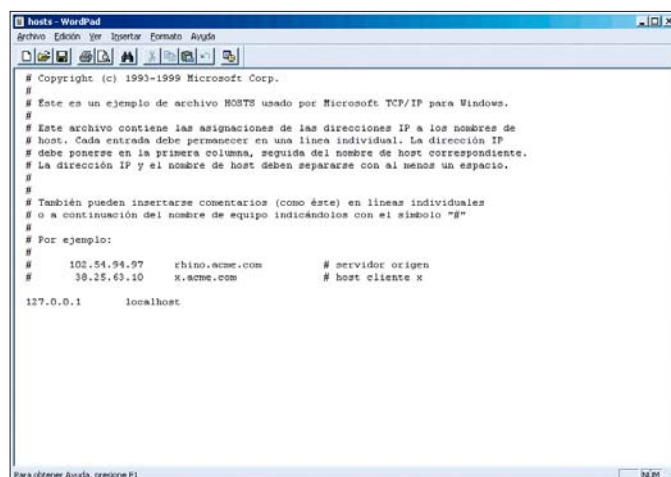 hosts - WordPad
Archivo Edición Ver Insertar Formato Ayuda
# Copyright (c) 1993-1999 Microsoft Corp.
#
# Éste es un ejemplo de archivo HOSTS usado por Microsoft TCP/IP para Windows.
#
# Este archivo contiene las asignaciones de las direcciones IP a los nombres de
# host. Cada entrada debe permanecer en una línea individual. La dirección IP
# debe ponerse en la primera columna, seguida del nombre de host correspondiente.
# La dirección IP y el nombre de host deben separarse con al menos un espacio.
#
#
# También pueden insertarse comentarios (como éste) en líneas individuales
# o a continuación del nombre de equipo indicándolos con el símbolo "#"
#
# Por ejemplo:
#
# 102.54.94.97 rhino.acme.com # servidor origen
# 38.25.63.10 x.acme.com # host cliente x
127.0.0.1 localhost
Para obtener Ayuda, presione F1
NUM